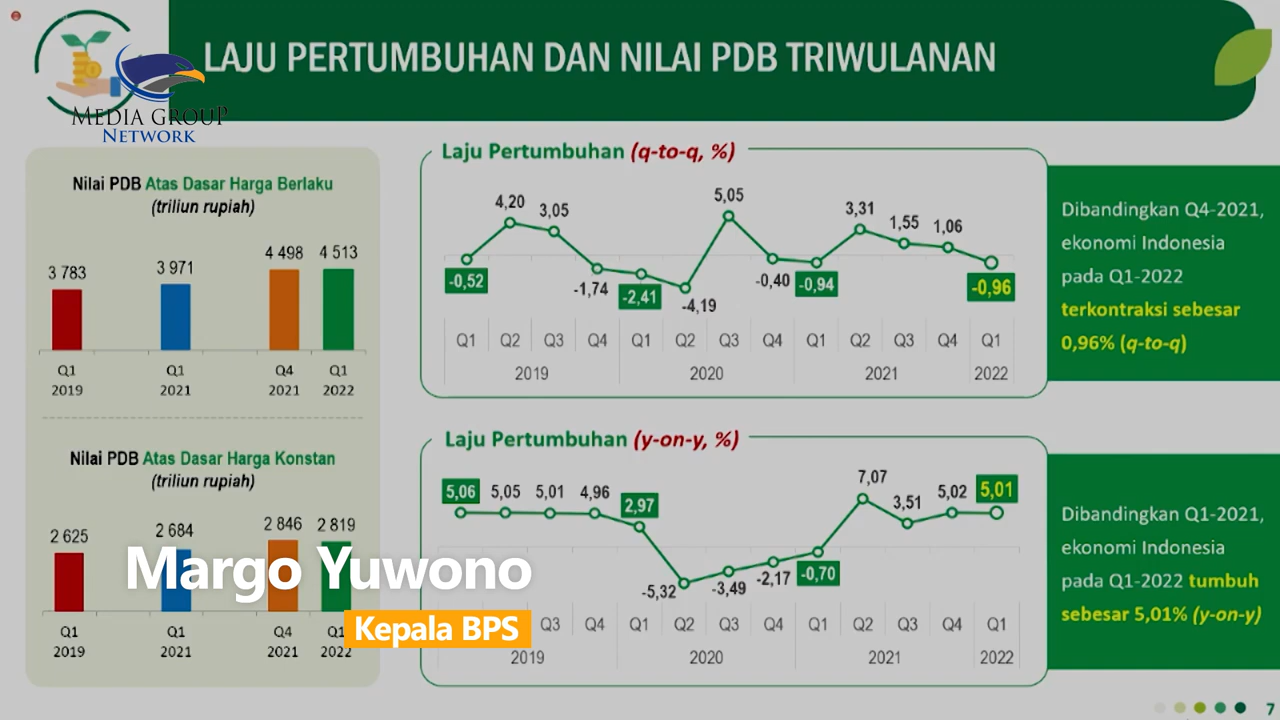 LAJU PERTUMBUHAN DAN NILAI PDB TRIWULANAN
MEDIA GROUP
NETWORK
Nilai PDB Atas Dasar Harga Berlaku
(triliun rupiah)
3 783 3 971 4 498 4 513
Q1 Q1 Q4 Q1
2019 2021 2021 2022
Nilai PDB Atas Dasar Harga Konstan
(triliun rupiah)
2 625 2 684 2 846 2 819
Q1 Q1 Q4 Q1
2019 2021 2021 2022
Margo Yuwono
Kepala BPS
Laju Pertumbuhan (q-to-q, %)
-0,52 4,20 3,05 -1,74 -2,41 -4,19 5,05 -0,40 -0,94 3,31 1,55 1,06 -0,96
Q1 Q2 Q3 Q4 Q1 Q2 Q3 Q4 Q1 Q2 Q3 Q4 Q1
2019 2020 2021 2022
Dibandingkan Q4-2021,
ekonomi Indonesia
pada Q1-2022
terkontraksi sebesar
0,96% (q-to-q)
Laju Pertumbuhan (y-on-y, %)
5,06 5,05 5,01 4,96 2,97 -5,32 -3,49 -2,17 -0,70 7,07 3,51 5,02 5,01
Q3 Q4 Q1 Q2 Q3 Q4 Q1 Q2 Q3 Q4 Q1
2019 2020 2021 2022
Dibandingkan Q1-2021,
ekonomi Indonesia
pada Q1-2022 tumbuh
sebesar 5,01% (y-on-y)
7